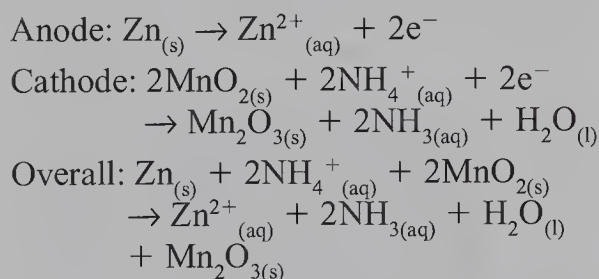 Anode: Zn(s) → Zn²⁺(aq) + 2e⁻
Cathode: 2MnO₂(s) + 2NH₄⁺(aq) + 2e⁻
→ Mn₂O₃(s) + 2NH₃(aq) + H₂O(l)
Overall: Zn(s) + 2NH₄⁺(aq) + 2MnO₂(s)
→ Zn²⁺(aq) + 2NH₃(aq) + H₂O(l)
+ Mn₂O₃(s)